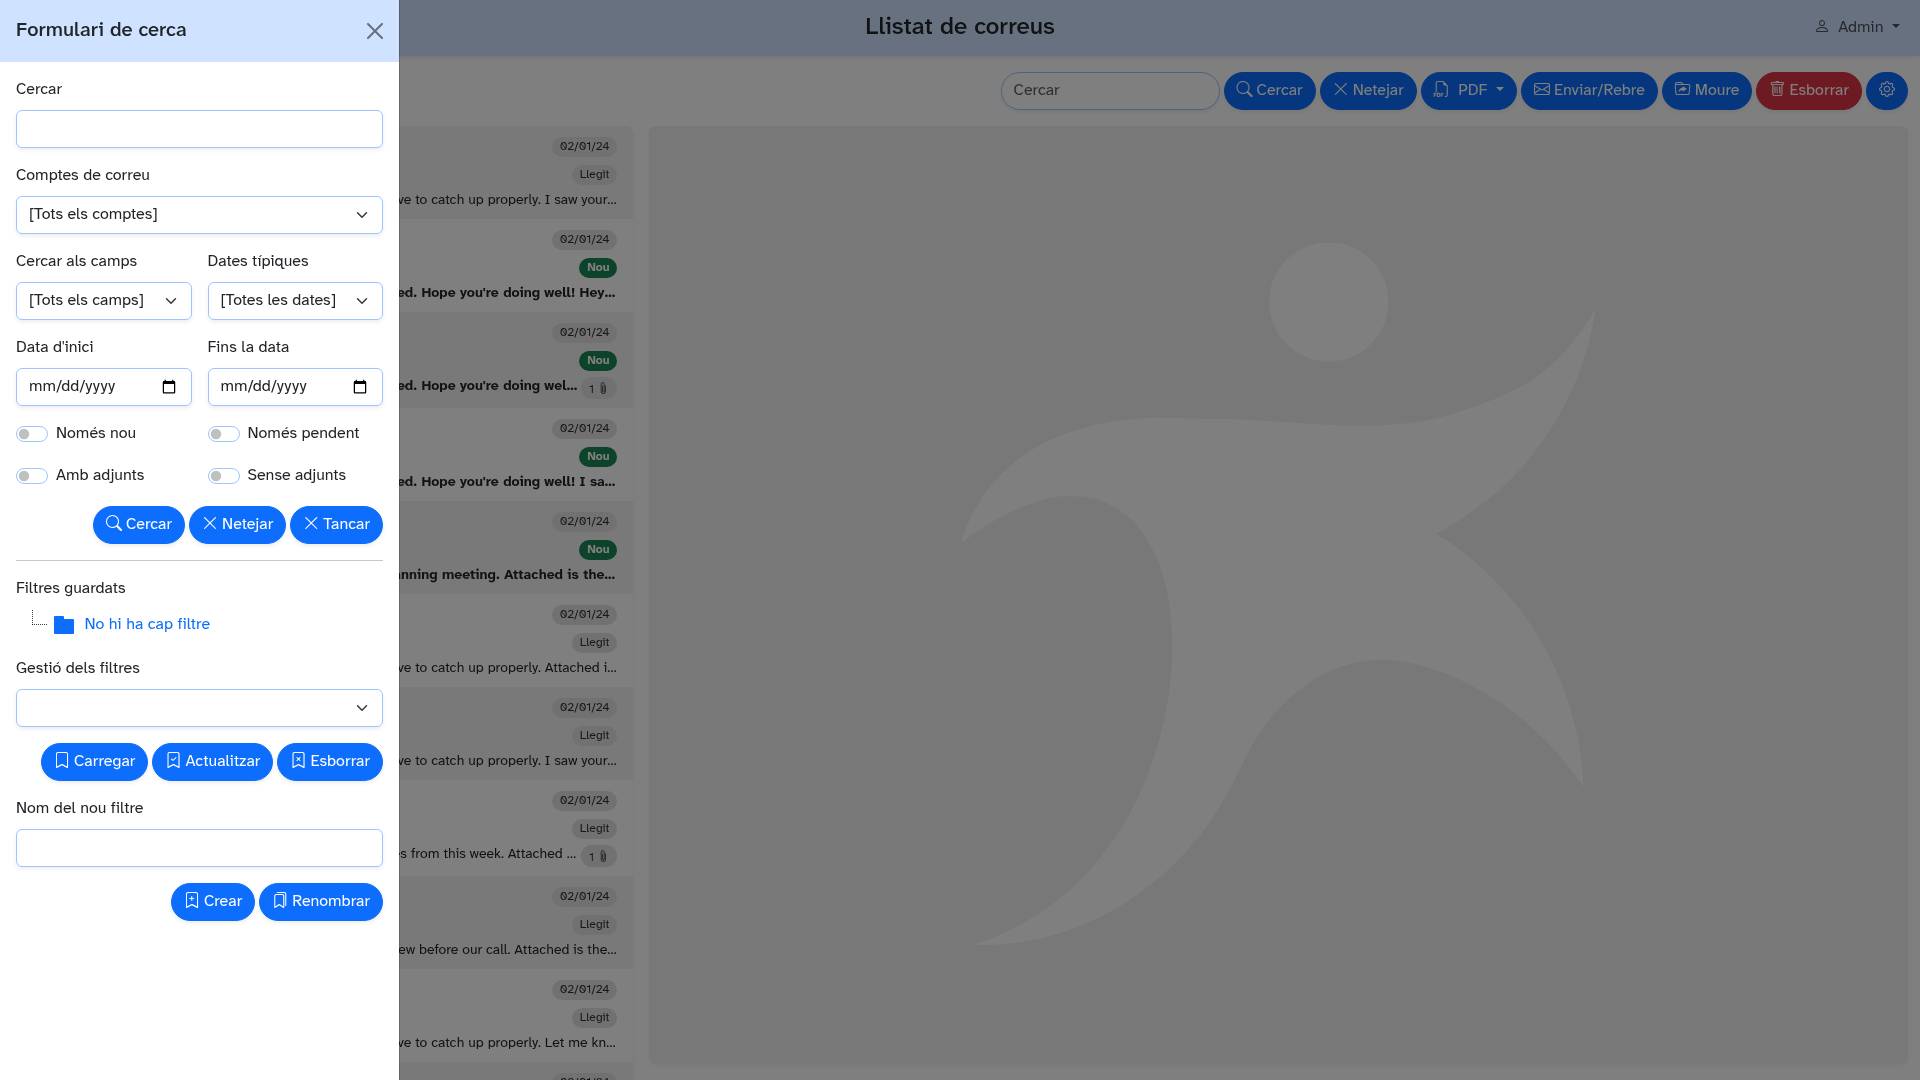 Formulari de cerca
Llistat de correus
Admin
Cercar
Comptes de correu
[Tots els comptes]
Cercar als camps Dates típiques
[Tots els camps] [Totes les dates]
Data d'inici Fins la data
mm/dd/yyyy mm/dd/yyyy
Només nou Només pendent
Amb adjunts Sense adjunts
Cercar Netejar Tancar
Filtres guardats
No hi ha cap filtre
Gestió dels filtres
Carregar Actualitzar Esborrar
Nom del nou filtre
Crear Renombrar
Cercar Cercar Netejar PDF Enviar/Rebre Moure Esborrar
02/01/24
Llegit
ve to catch up properly. I saw your...
02/01/24
Nou
ed. Hope you're doing well! Hey...
02/01/24
Nou
ed. Hope you're doing wel... 1
02/01/24
Nou
ed. Hope you're doing well! I sa...
02/01/24
Nou
nning meeting. Attached is the...
02/01/24
Llegit
ve to catch up properly. Attached i...
02/01/24
Llegit
ve to catch up properly. I saw your...
02/01/24
Llegit
s from this week. Attached ... 1
02/01/24
Llegit
ew before our call. Attached is the...
02/01/24
Llegit
ve to catch up properly. Let me kn...